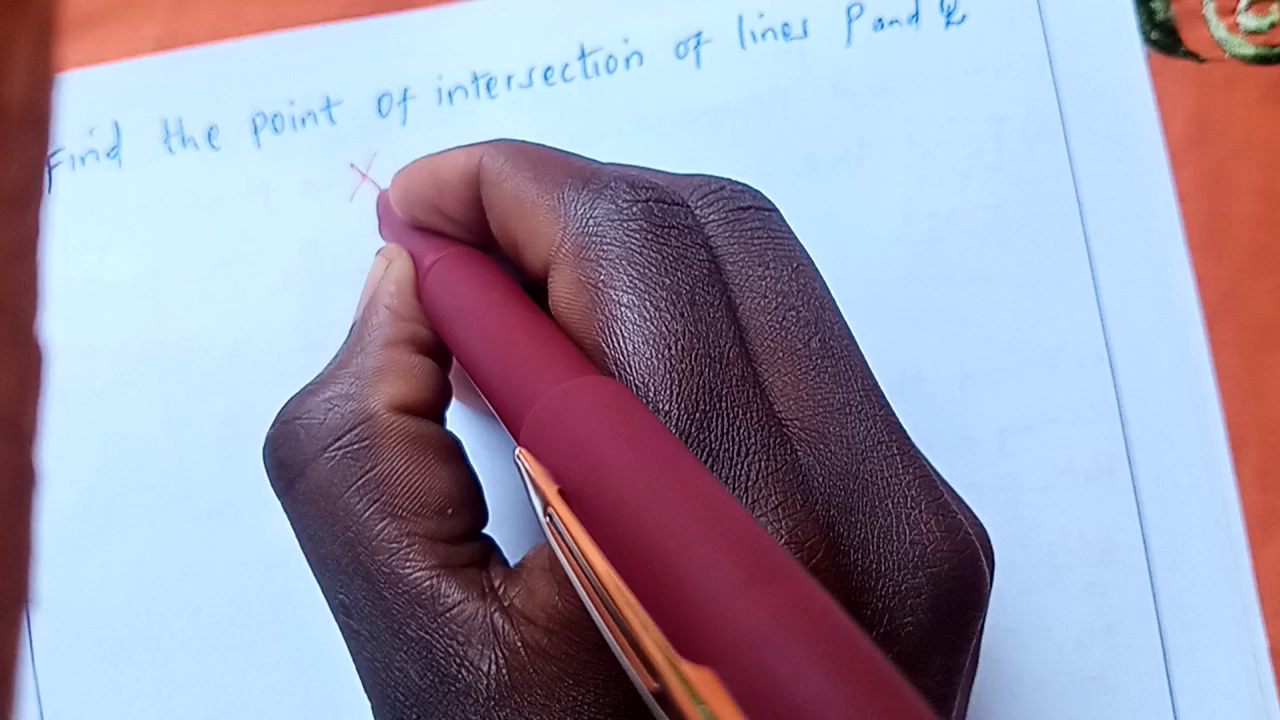 Find the point of intersection of lines P and R
X